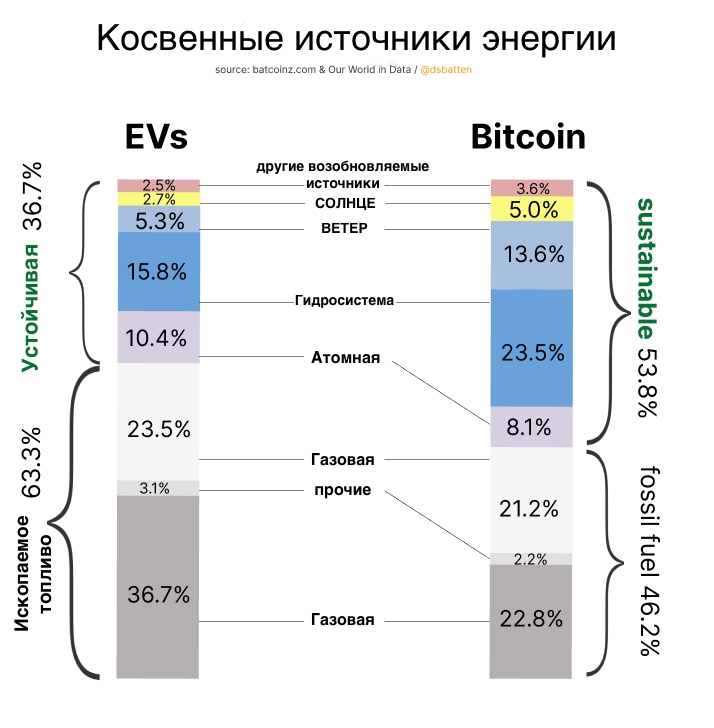 Косвенные источники энергии
source: batcoinz.com & Our World in Data / @dsbatten
EVs
Bitcoin
другие возобновляемые
источники
СОЛНЦЕ
ВЕТЕР
Гидросистема
Атомная
Газовая
прочие
Газовая
2.5%
2.7%
5.3%
15.8%
10.4%
23.5%
3.1%
36.7%
3.6%
5.0%
13.6%
23.5%
8.1%
21.2%
2.2%
22.8%
Устойчивая 36.7%
Ископаемое
топливо
63.3%
sustainable 53.8%
fossil fuel 46.2%